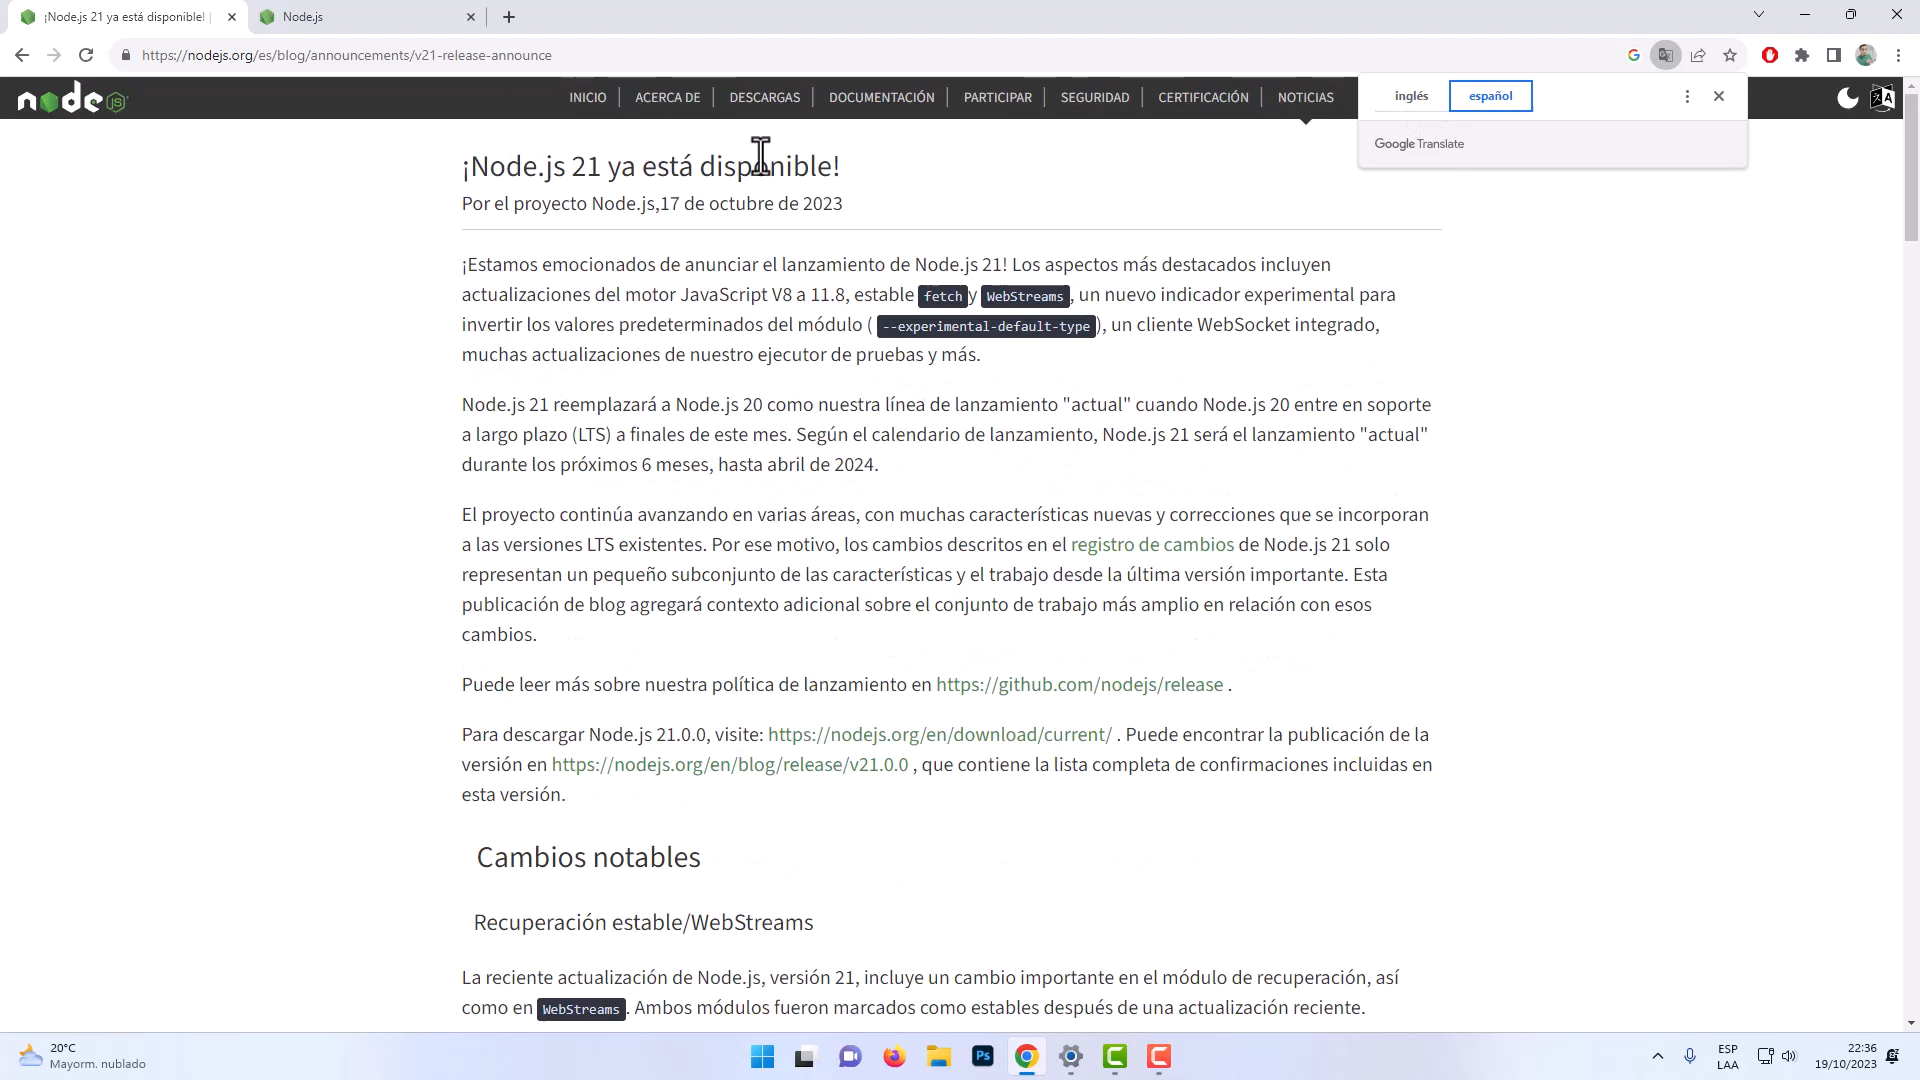 ¡Node.js 21 ya está disponible! |
Node.js
https://nodejs.org/es/blog/announcements/v21-release-announce
node
JS
INICIO | ACERCA DE | DESCARGAS | DOCUMENTACIÓN | PARTICIPAR | SEGURIDAD | CERTIFICACIÓN | NOTICIAS
inglés
español
Google Translate
¡Node.js 21 ya está disponible!
Por el proyecto Node.js,17 de octubre de 2023
¡Estamos emocionados de anunciar el lanzamiento de Node.js 21! Los aspectos más destacados incluyen
actualizaciones del motor JavaScript V8 a 11.8, estable fetch y WebStreams , un nuevo indicador experimental para
invertir los valores predeterminados del módulo ( --experimental-default-type ), un cliente WebSocket integrado,
muchas actualizaciones de nuestro ejecutor de pruebas y más.
Node.js 21 reemplazará a Node.js 20 como nuestra línea de lanzamiento "actual" cuando Node.js 20 entre en soporte
a largo plazo (LTS) a finales de este mes. Según el calendario de lanzamiento, Node.js 21 será el lanzamiento "actual"
durante los próximos 6 meses, hasta abril de 2024.
El proyecto continúa avanzando en varias áreas, con muchas características nuevas y correcciones que se incorporan
a las versiones LTS existentes. Por ese motivo, los cambios descritos en el registro de cambios de Node.js 21 solo
representan un pequeño subconjunto de las características y el trabajo desde la última versión importante. Esta
publicación de blog agregará contexto adicional sobre el conjunto de trabajo más amplio en relación con esos
cambios.
Puede leer más sobre nuestra política de lanzamiento en https://github.com/nodejs/release .
Para descargar Node.js 21.0.0, visite: https://nodejs.org/en/download/current/ . Puede encontrar la publicación de la
versión en https://nodejs.org/en/blog/release/v21.0.0 , que contiene la lista completa de confirmaciones incluidas en
esta versión.
Cambios notables
Recuperación estable/WebStreams
La reciente actualización de Node.js, versión 21, incluye un cambio importante en el módulo de recuperación, así
como en WebStreams . Ambos módulos fueron marcados como estables después de una actualización reciente.
20°C
Mayorm. nublado
Ps
ESP
LAA
22:36
19/10/2023